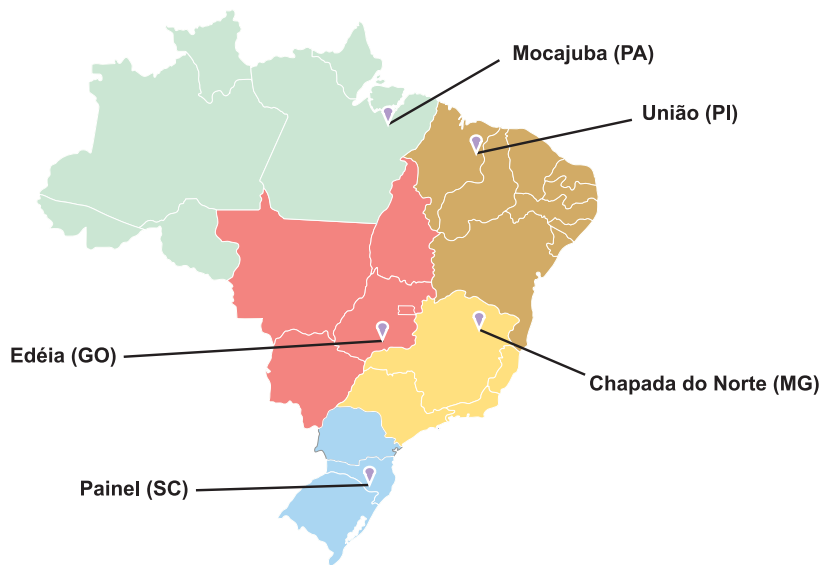 Mocajuba (PA)
União (PI)
Edéia (GO)
Chapada do Norte (MG)
Painel (SC)